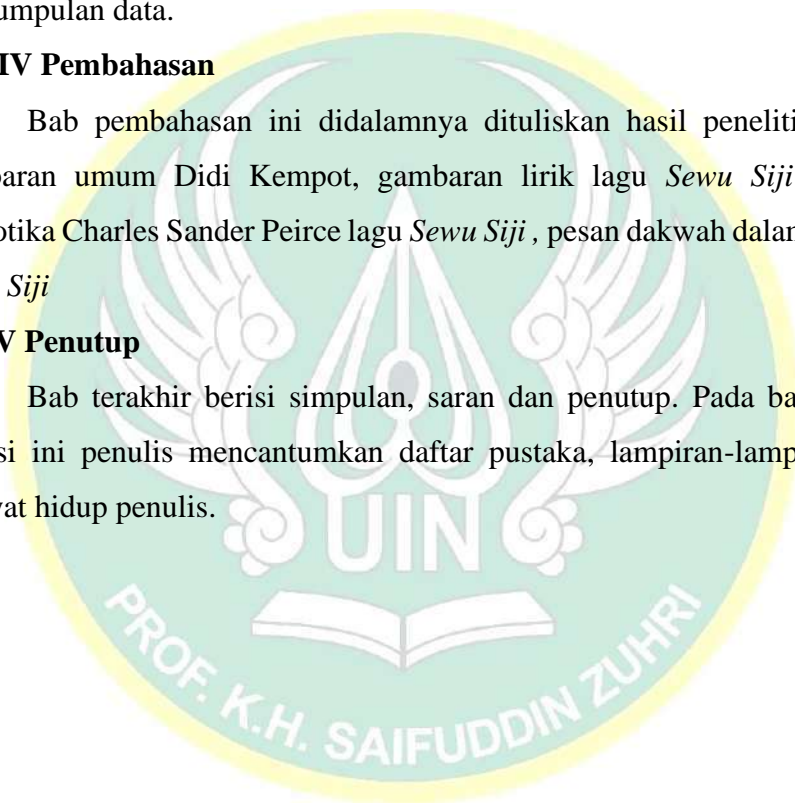 umpulan data.
IV Pembahasan
Bab pembahasan ini didalamnya dituliskan hasil peneliti
baran umum Didi Kempot, gambaran lirik lagu Sewu Siji
otika Charles Sander Peirce lagu Sewu Siji , pesan dakwah dalam
Siji
V Penutup
Bab terakhir berisi simpulan, saran dan penutup. Pada ba
si ini penulis mencantumkan daftar pustaka, lampiran-lamp
at hidup penulis.
UIN
PROF. K.H. SAIFUDDIN ZUHRI